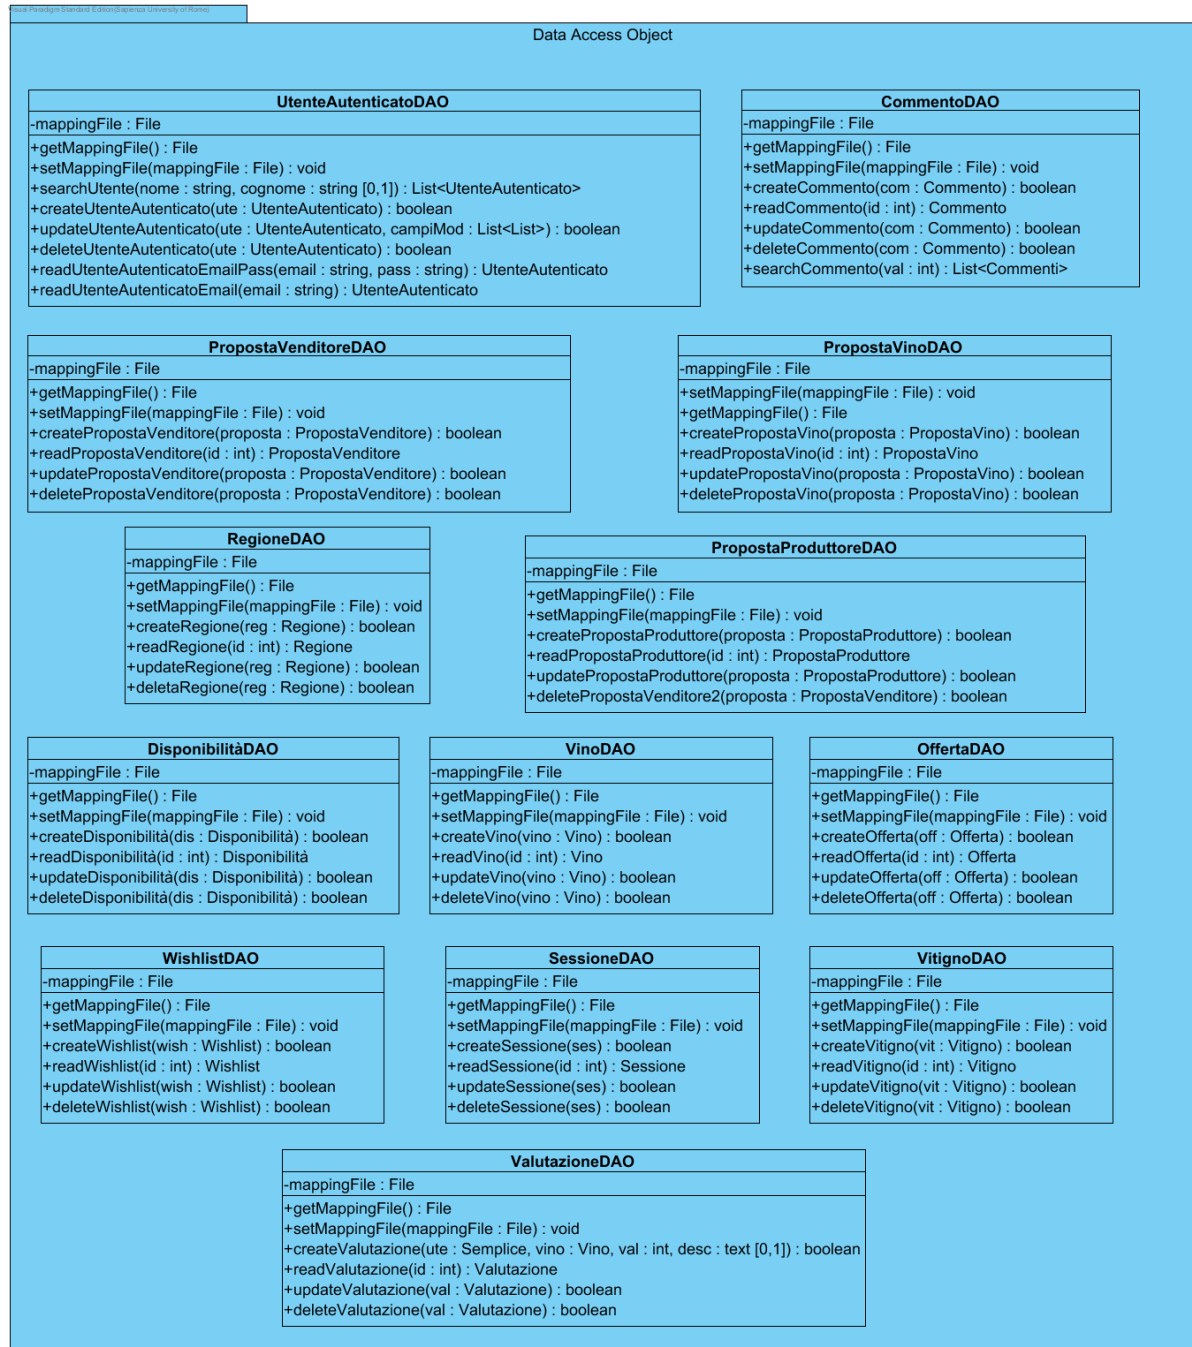 Visual Paradigm Standard Edition(Sapienza University of Rome)
Data Access Object
UtenteAutenticatoDAO
-mappingFile : File
+getMappingFile() : File
+setMappingFile(mappingFile : File) : void
+searchUtente(nome : string, cognome : string [0,1]) : List<UtenteAutenticato>
+createUtenteAutenticato(ute : UtenteAutenticato) : boolean
+updateUtenteAutenticato(ute : UtenteAutenticato, campiMod : List<List>) : boolean
+deleteUtenteAutenticato(ute : UtenteAutenticato) : boolean
+readUtenteAutenticatoEmailPass(email : string, pass : string) : UtenteAutenticato
+readUtenteAutenticatoEmail(email : string) : UtenteAutenticato
CommentoDAO
-mappingFile : File
+getMappingFile() : File
+setMappingFile(mappingFile : File) : void
+createCommento(com : Commento) : boolean
+readCommento(id : int) : Commento
+updateCommento(com : Commento) : boolean
+deleteCommento(com : Commento) : boolean
+searchCommento(val : int) : List<Commenti>
PropostaVenditoreDAO
-mappingFile : File
+getMappingFile() : File
+setMappingFile(mappingFile : File) : void
+createPropostaVenditore(proposta : PropostaVenditore) : boolean
+readPropostaVenditore(id : int) : PropostaVenditore
+updatePropostaVenditore(proposta : PropostaVenditore) : boolean
+deletePropostaVenditore(proposta : PropostaVenditore) : boolean
PropostaVinoDAO
-mappingFile : File
+setMappingFile(mappingFile : File) : void
+getMappingFile() : File
+createPropostaVino(proposta : PropostaVino) : boolean
+readPropostaVino(id : int) : PropostaVino
+updatePropostaVino(proposta : PropostaVino) : boolean
+deletePropostaVino(proposta : PropostaVino) : boolean
RegioneDAO
-mappingFile : File
+getMappingFile() : File
+setMappingFile(mappingFile : File) : void
+createRegione(reg : Regione) : boolean
+readRegione(id : int) : Regione
+updateRegione(reg : Regione) : boolean
+deletaRegione(reg : Regione) : boolean
PropostaProduttoreDAO
-mappingFile : File
+getMappingFile() : File
+setMappingFile(mappingFile : File) : void
+createPropostaProduttore(proposta : PropostaProduttore) : boolean
+readPropostaProduttore(id : int) : PropostaProduttore
+updatePropostaProduttore(proposta : PropostaProduttore) : boolean
+deletePropostaVenditore2(proposta : PropostaVenditore) : boolean
DisponibilitàDAO
-mappingFile : File
+getMappingFile() : File
+setMappingFile(mappingFile : File) : void
+createDisponibilità(dis : Disponibilità) : boolean
+readDisponibilità(id : int) : Disponibilità
+updateDisponibilità(dis : Disponibilità) : boolean
+deleteDisponibilità(dis : Disponibilità) : boolean
VinoDAO
-mappingFile : File
+getMappingFile() : File
+setMappingFile(mappingFile : File) : void
+createVino(vino : Vino) : boolean
+readVino(id : int) : Vino
+updateVino(vino : Vino) : boolean
+deleteVino(vino : Vino) : boolean
OffertaDAO
-mappingFile : File
+getMappingFile() : File
+setMappingFile(mappingFile : File) : void
+createOfferta(off : Offerta) : boolean
+readOfferta(id : int) : Offerta
+updateOfferta(off : Offerta) : boolean
+deleteOfferta(off : Offerta) : boolean
WishlistDAO
-mappingFile : File
+getMappingFile() : File
+setMappingFile(mappingFile : File) : void
+createWishlist(wish : Wishlist) : boolean
+readWishlist(id : int) : Wishlist
+updateWishlist(wish : Wishlist) : boolean
+deleteWishlist(wish : Wishlist) : boolean
SessioneDAO
-mappingFile : File
+getMappingFile() : File
+setMappingFile(mappingFile : File) : void
+createSessione(ses) : boolean
+readSessione(id : int) : Sessione
+updateSessione(ses) : boolean
+deleteSessione(ses) : boolean
VitignoDAO
-mappingFile : File
+getMappingFile() : File
+setMappingFile(mappingFile : File) : void
+createVitigno(vit : Vitigno) : boolean
+readVitigno(id : int) : Vitigno
+updateVitigno(vit : Vitigno) : boolean
+deleteVitigno(vit : Vitigno) : boolean
ValutazioneDAO
-mappingFile : File
+getMappingFile() : File
+setMappingFile(mappingFile : File) : void
+createValutazione(ute : Semplice, vino : Vino, val : int, desc : text [0,1]) : boolean
+readValutazione(id : int) : Valutazione
+updateValutazione(val : Valutazione) : boolean
+deleteValutazione(val : Valutazione) : boolean